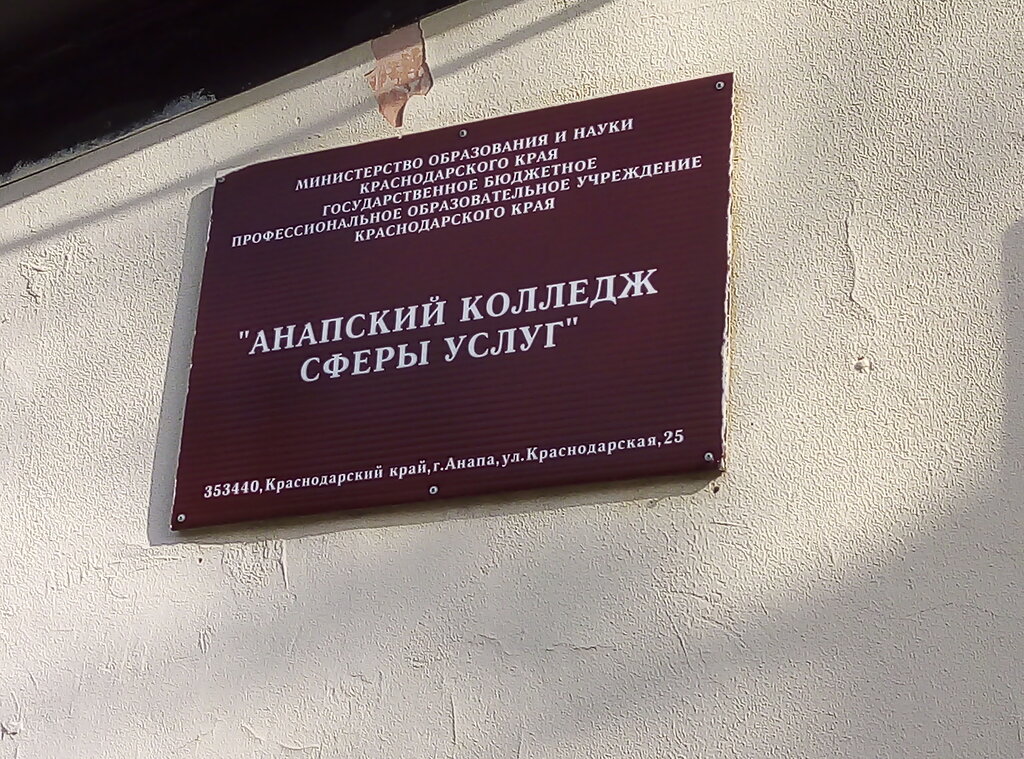 МИНИСТЕРСТВО ОБРАЗОВАНИЯ И НАУКИ
КРАСНОДАРСКОГО КРАЯ
ГОСУДАРСТВЕННОЕ БЮДЖЕТНОЕ
ПРОФЕССИОНАЛЬНОЕ ОБРАЗОВАТЕЛЬНОЕ УЧРЕЖДЕНИЕ
КРАСНОДАРСКОГО КРАЯ
"АНАПСКИЙ КОЛЛЕДЖ
СФЕРЫ УСЛУГ"
353440, Краснодарский край, г.Анапа, ул.Краснодарская, 25